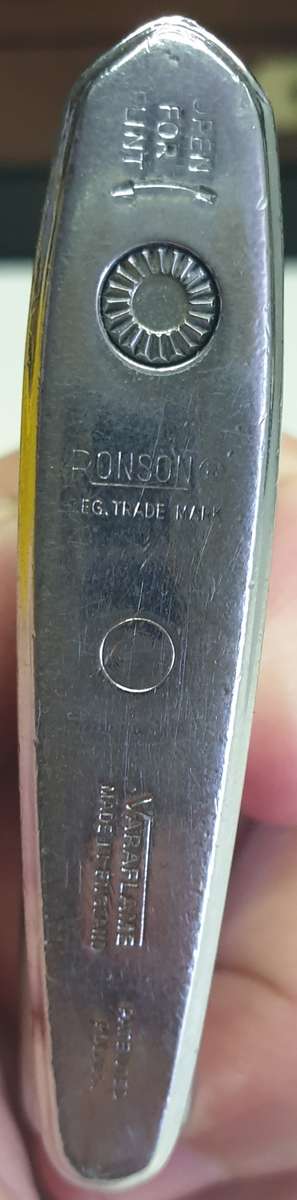 OPEN
FOR
FLINT
RONSON
REG. TRADE MARK
VARAFLAME
MADE IN ENGLAND